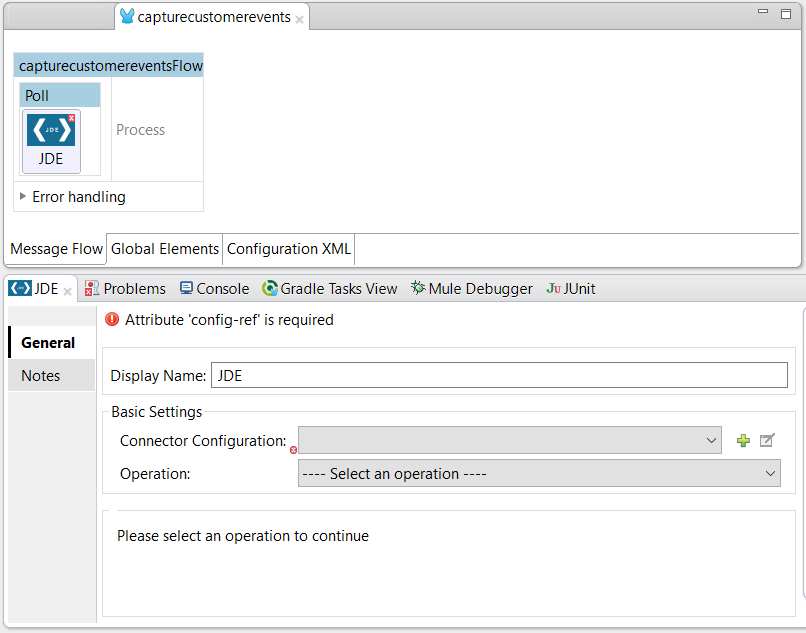 capturecustomerevents
capturecustomereventsFlow
Poll
JDE
JDE
Process
Error handling
Message Flow Global Elements Configuration XML
JDE Problems Console Gradle Tasks View Mule Debugger Ju JUnit
Attribute 'config-ref' is required
General
Notes
Display Name: JDE
Basic Settings
Connector Configuration:
Operation: ---- Select an operation ----
Please select an operation to continue